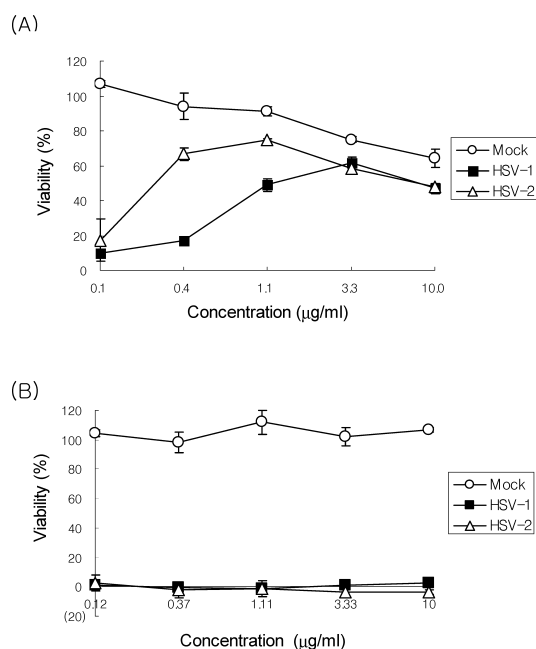 (A)
120
100
80
60
40
20
0
Viability (%)
0.1 0.4 1.1 3.3 10.0
Concentration (μg/ml)
Mock
HSV-1
HSV-2
(B)
120
100
80
60
40
20
0
(20)
Viability (%)
0.12 0.37 1.11 3.33 10
Concentration (μg/ml)
Mock
HSV-1
HSV-2